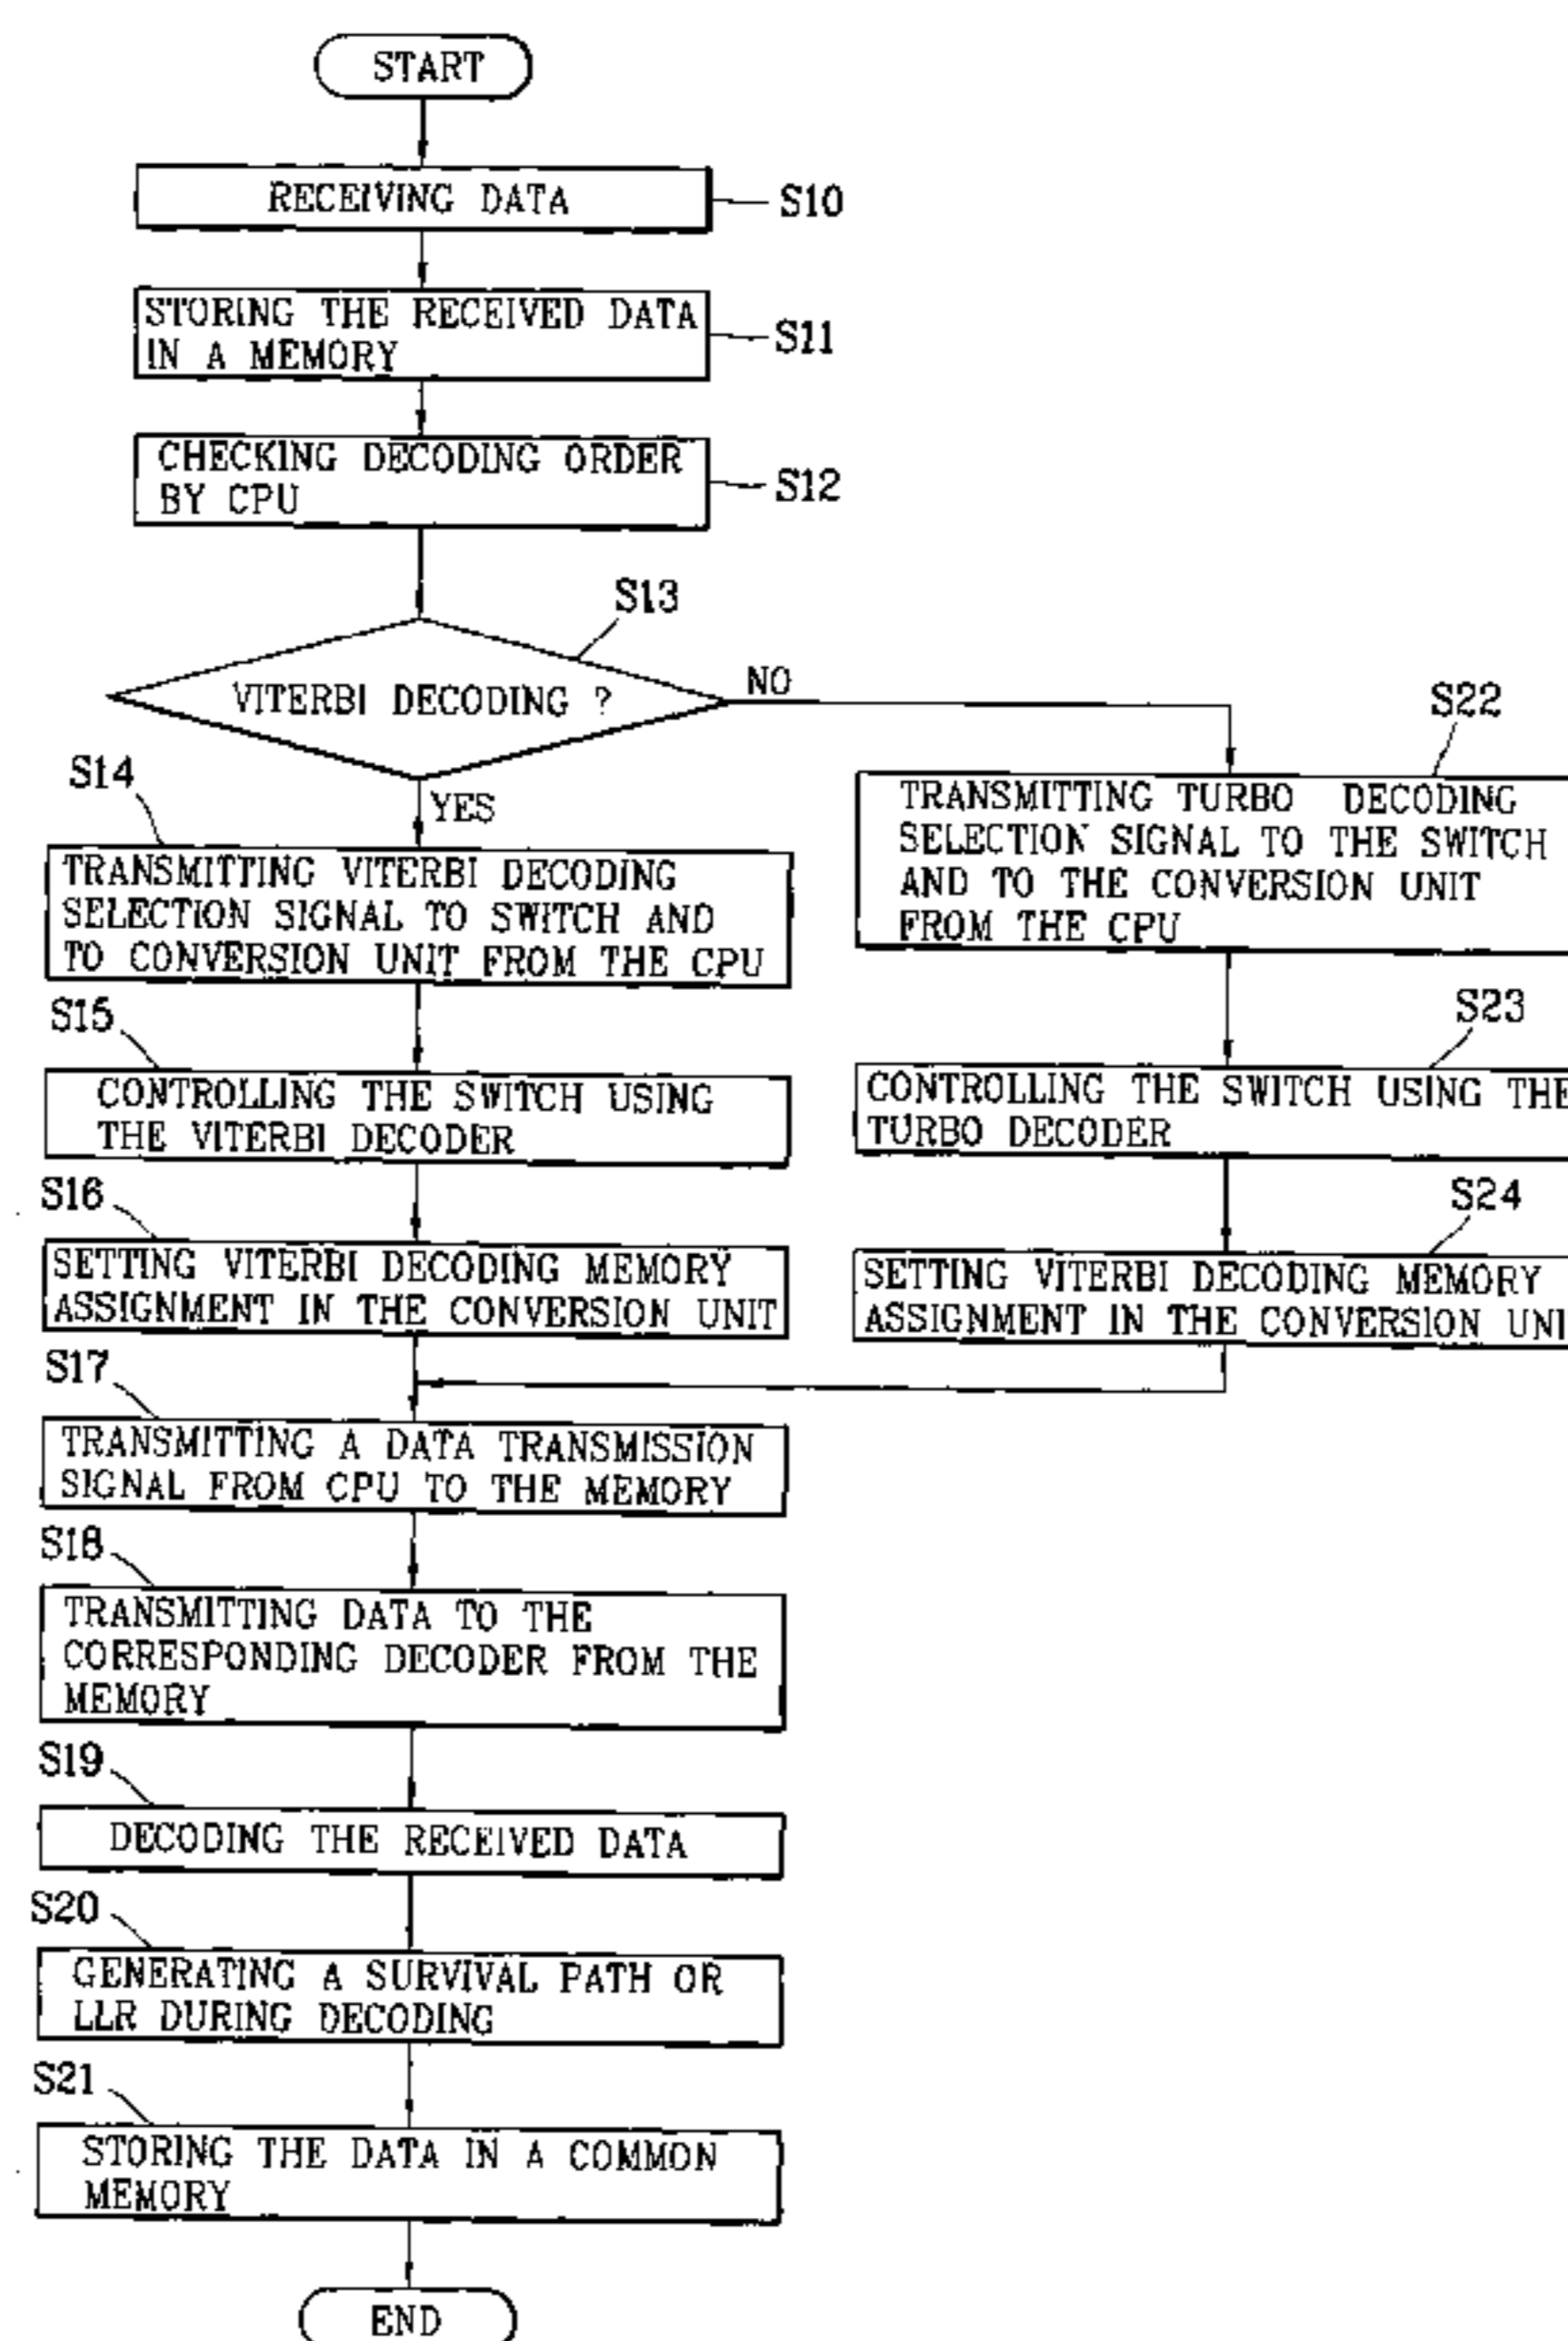 START
RECEIVING DATA
S10
STORING THE RECEIVED DATA
IN A MEMORY
S11
CHECKING DECODING ORDER
BY CPU
S12
S13
VITERBI DECODING ?
NO
YES
S14
TRANSMITTING VITERBI DECODING
SELECTION SIGNAL TO SWITCH AND
TO CONVERSION UNIT FROM THE CPU
S22
TRANSMITTING TURBO DECODING
SELECTION SIGNAL TO THE SWITCH
AND TO THE CONVERSION UNIT
FROM THE CPU
S15
CONTROLLING THE SWITCH USING
THE VITERBI DECODER
S23
CONTROLLING THE SWITCH USING THE
TURBO DECODER
S16
SETTING VITERBI DECODING MEMORY
ASSIGNMENT IN THE CONVERSION UNIT
S24
SETTING VITERBI DECODING MEMORY
ASSIGNMENT IN THE CONVERSION UNI
S17
TRANSMITTING A DATA TRANSMISSION
SIGNAL FROM CPU TO THE MEMORY
S18
TRANSMITTING DATA TO THE
CORRESPONDING DECODER FROM THE
MEMORY
S19
DECODING THE RECEIVED DATA
S20
GENERATING A SURVIVAL PATH OR
LLR DURING DECODING
S21
STORING THE DATA IN A COMMON
MEMORY
END